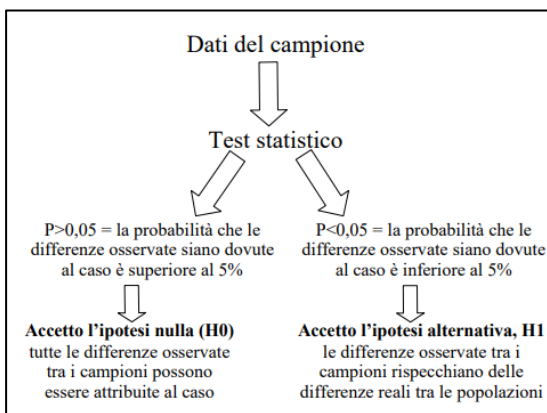 Dati del campione
Test statistico
P>0,05 = la probabilità che le
differenze osservate siano dovute
al caso è superiore al 5%
P<0,05 = la probabilità che le
differenze osservate siano dovute
al caso è inferiore al 5%
Accetto l'ipotesi nulla (H0)
tutte le differenze osservate
tra i campioni possono
essere attribuite al caso
Accetto l'ipotesi alternativa, H1
le differenze osservate tra i
campioni rispecchiano delle
differenze reali tra le popolazioni